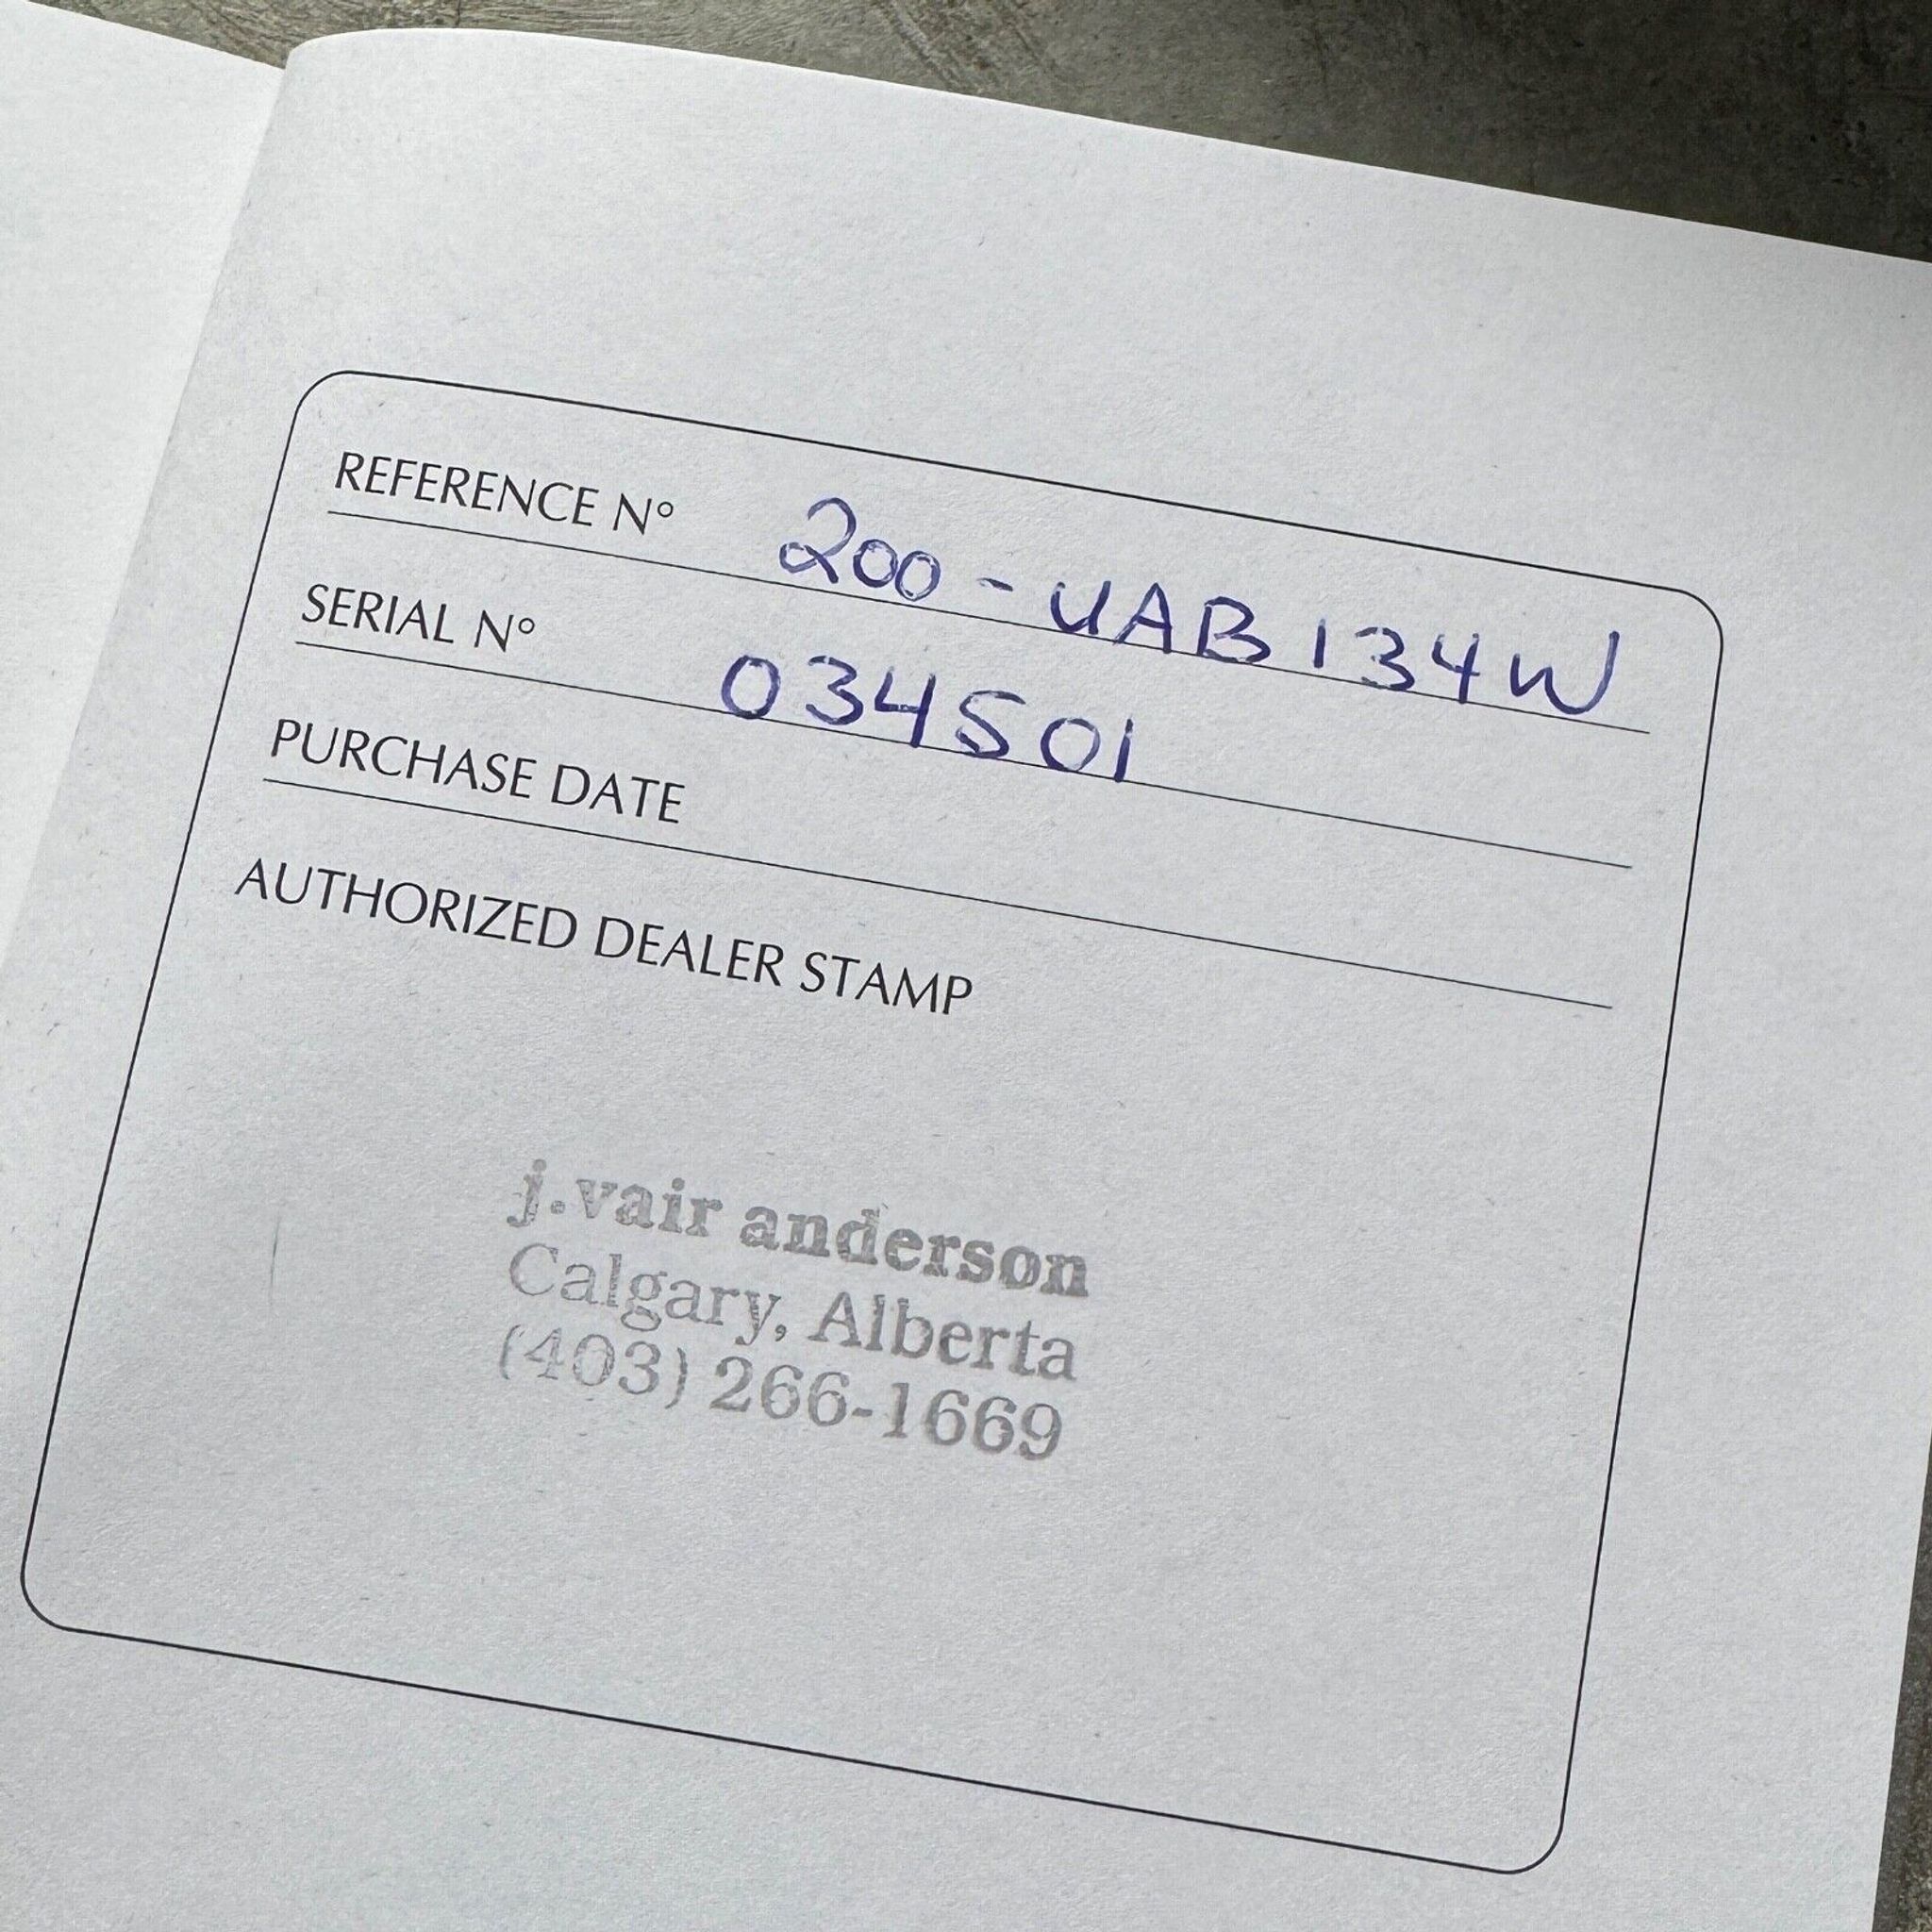 REFERENCE N° 200-UAB134W
SERIAL N° 034501
PURCHASE DATE
AUTHORIZED DEALER STAMP
j.vair anderson
Calgary, Alberta
(403) 266-1669